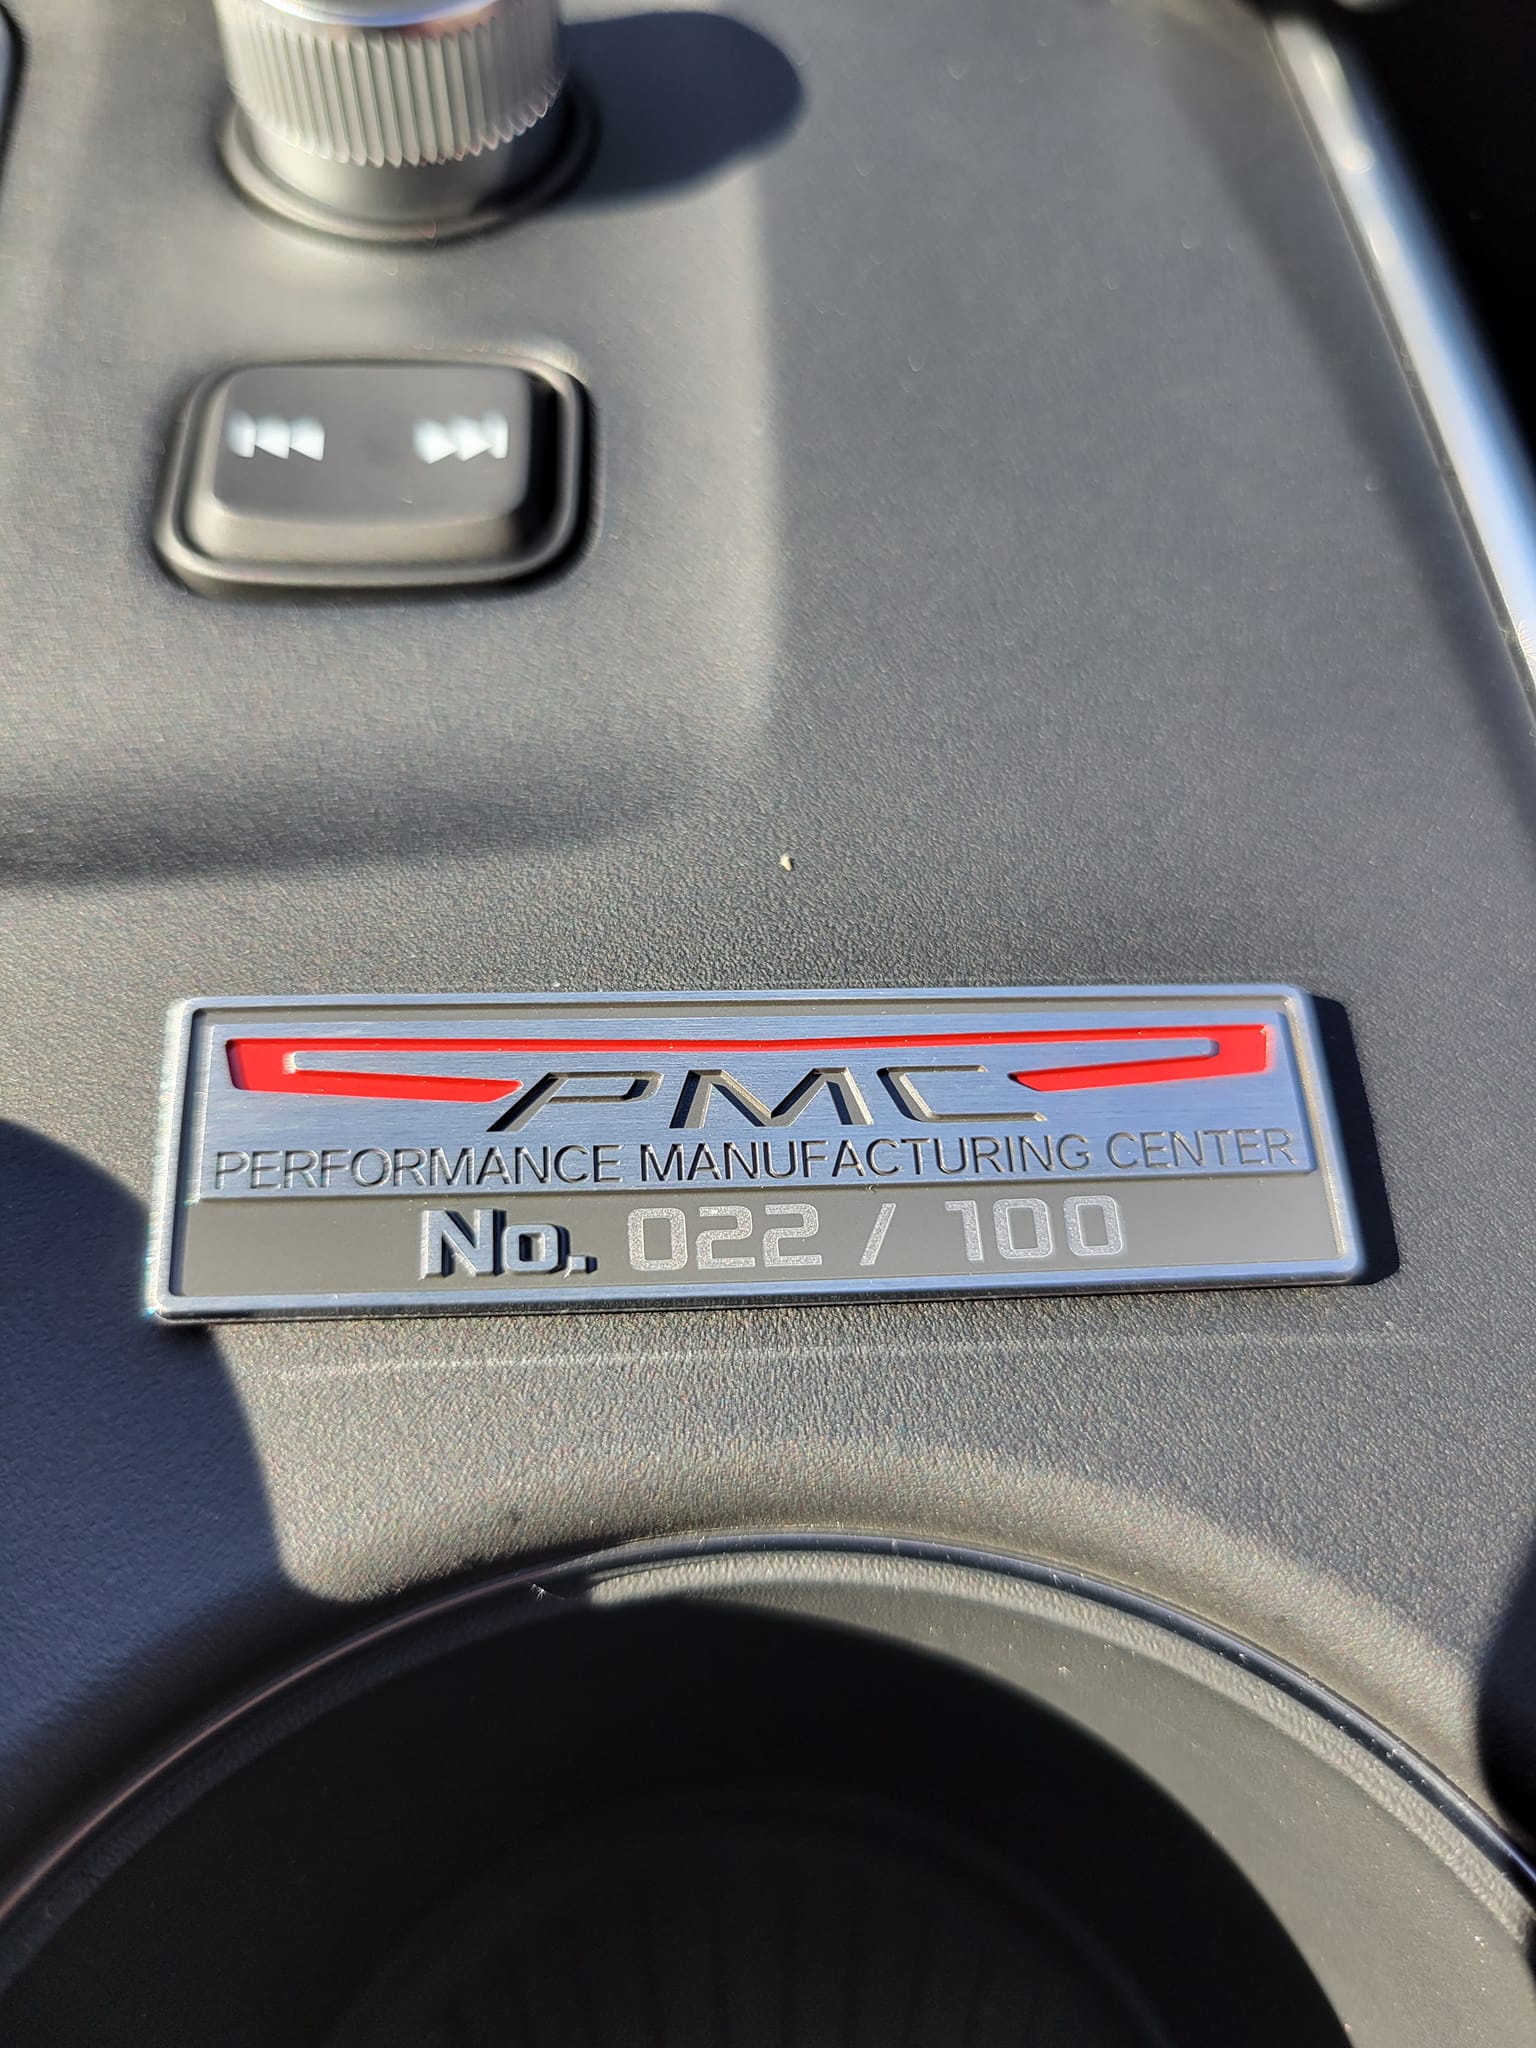 PMC
PERFORMANCE MANUFACTURING CENTER
No. 022 / 100